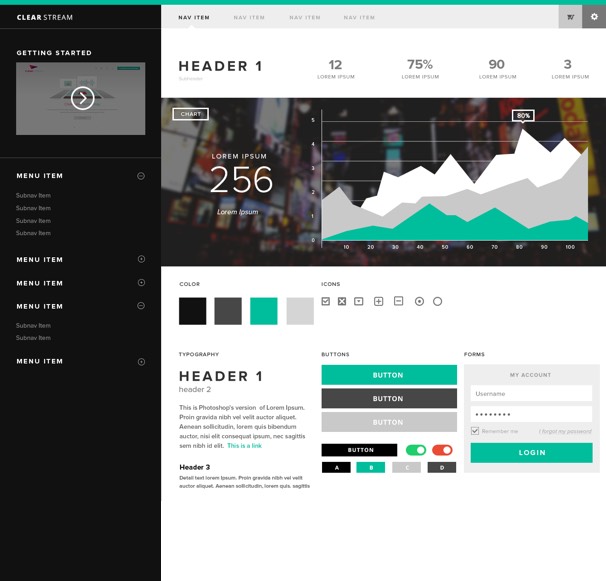 CLEAR STREAM
NAV ITEM
NAV ITEM
NAV ITEM
NAV ITEM
GETTING STARTED
MENU ITEM
Subnav Item
Subnav Item
Subnav Item
Subnav Item
MENU ITEM
MENU ITEM
MENU ITEM
Subnav Item
Subnav Item
MENU ITEM
HEADER 1
Subheader
12
LOREM IPSUM
75%
LOREM IPSUM
90
LOREM IPSUM
3
LOREM IPSUM
CHART
LOREM IPSUM
256
Lorem Ipsum
80%
5
4
3
2
1
0
10 20 30 40 50 60 70 80 90 100
COLOR
ICONS
TYPOGRAPHY
HEADER 1
header 2
This is Photoshop's version of Lorem Ipsum.
Proin gravida nibh vel velit auctor aliquet.
Aenean sollicitudin, lorem quis bibendum
auctor, nisi elit consequat ipsum, nec sagittis
sem nibh id elit. This is a link
Header 3
Detail text lorem Ipsum. Proin gravida nibh vel velit
auctor aliquet. Aenean sollicitudin, lorem quis. sagittis
BUTTONS
BUTTON
BUTTON
BUTTON
BUTTON
A
B
C
D
FORMS
MY ACCOUNT
Username
Remember me
I forgot my password
LOGIN